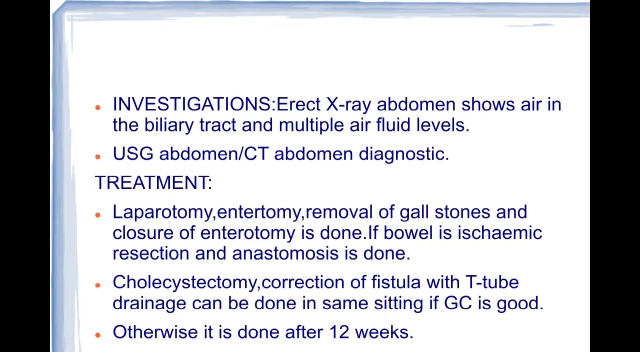 INVESTIGATIONS:Erect X-ray abdomen shows air in
the biliary tract and multiple air fluid levels.
USG abdomen/CT abdomen diagnostic.
TREATMENT:
Laparotomy,entertomy,removal of gall stones and
closure of enterotomy is done.If bowel is ischaemic
resection and anastomosis is done.
Cholecystectomy,correction of fistula with T-tube
drainage can be done in same sitting if GC is good.
Otherwise it is done after 12 weeks.